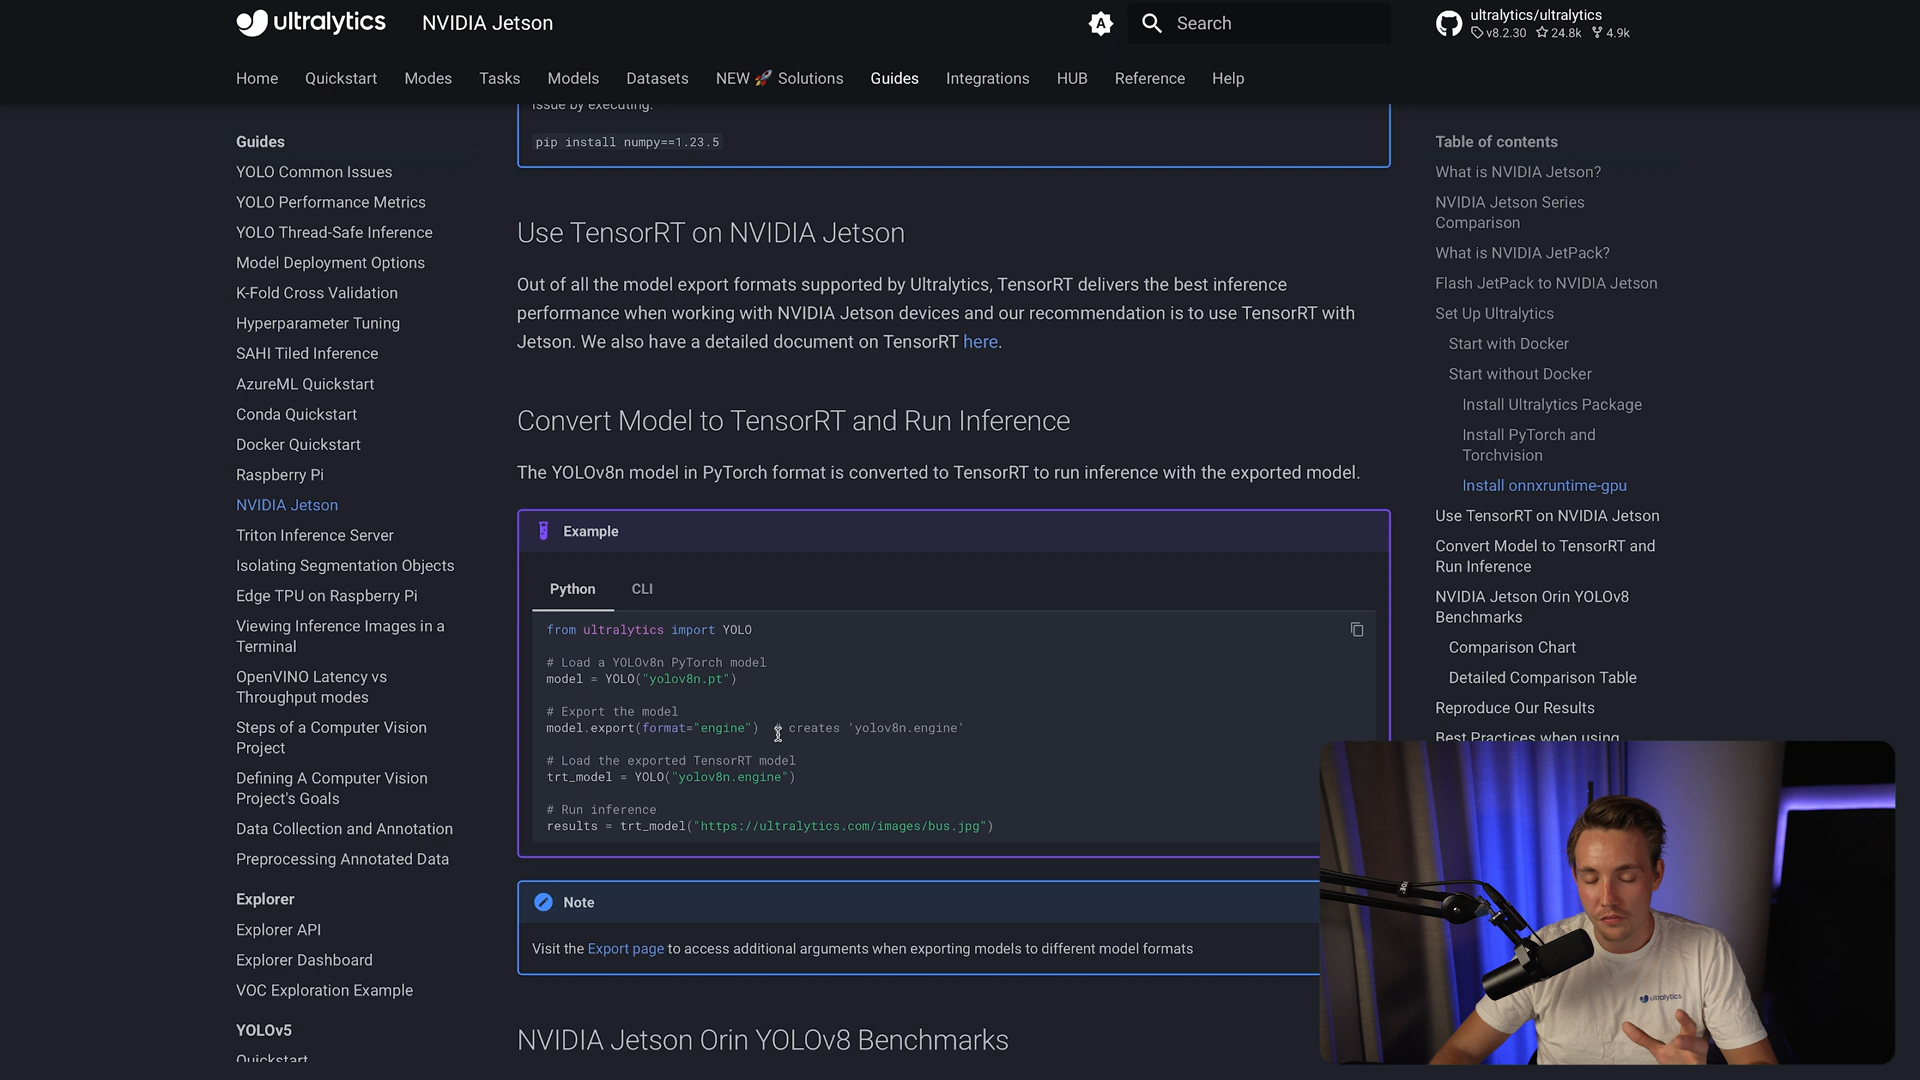 ultralytics
NVIDIA Jetson
A
Search
ultralytics/ultralytics
v8.2.30 24.8k 4.9k
Home Quickstart Modes Tasks Models Datasets NEW 🚀 Solutions Guides Integrations HUB Reference Help
Guides
YOLO Common Issues
YOLO Performance Metrics
YOLO Thread-Safe Inference
Model Deployment Options
K-Fold Cross Validation
Hyperparameter Tuning
SAHI Tiled Inference
AzureML Quickstart
Conda Quickstart
Docker Quickstart
Raspberry Pi
NVIDIA Jetson
Triton Inference Server
Isolating Segmentation Objects
Edge TPU on Raspberry Pi
Viewing Inference Images in a
Terminal
OpenVINO Latency vs
Throughput modes
Steps of a Computer Vision
Project
Defining A Computer Vision
Project's Goals
Data Collection and Annotation
Preprocessing Annotated Data
Explorer
Explorer API
Explorer Dashboard
VOC Exploration Example
YOLOv5
Quickstart
issue by executing:
pip install numpy==1.23.5
Use TensorRT on NVIDIA Jetson
Out of all the model export formats supported by Ultralytics, TensorRT delivers the best inference
performance when working with NVIDIA Jetson devices and our recommendation is to use TensorRT with
Jetson. We also have a detailed document on TensorRT here.
Convert Model to TensorRT and Run Inference
The YOLOv8n model in PyTorch format is converted to TensorRT to run inference with the exported model.
Example
Python CLI
from ultralytics import YOLO
# Load a YOLOv8n PyTorch model
model = YOLO("yolov8n.pt")
# Export the model
model.export(format="engine") # creates 'yolov8n.engine'
# Load the exported TensorRT model
trt_model = YOLO("yolov8n.engine")
# Run inference
results = trt_model("https://ultralytics.com/images/bus.jpg")
Note
Visit the Export page to access additional arguments when exporting models to different model formats
NVIDIA Jetson Orin YOLOv8 Benchmarks
Table of contents
What is NVIDIA Jetson?
NVIDIA Jetson Series
Comparison
What is NVIDIA JetPack?
Flash JetPack to NVIDIA Jetson
Set Up Ultralytics
Start with Docker
Start without Docker
Install Ultralytics Package
Install PyTorch and
Torchvision
Install onnxruntime-gpu
Use TensorRT on NVIDIA Jetson
Convert Model to TensorRT and
Run Inference
NVIDIA Jetson Orin YOLOv8
Benchmarks
Comparison Chart
Detailed Comparison Table
Reproduce Our Results
Best Practices when using
ultralytics